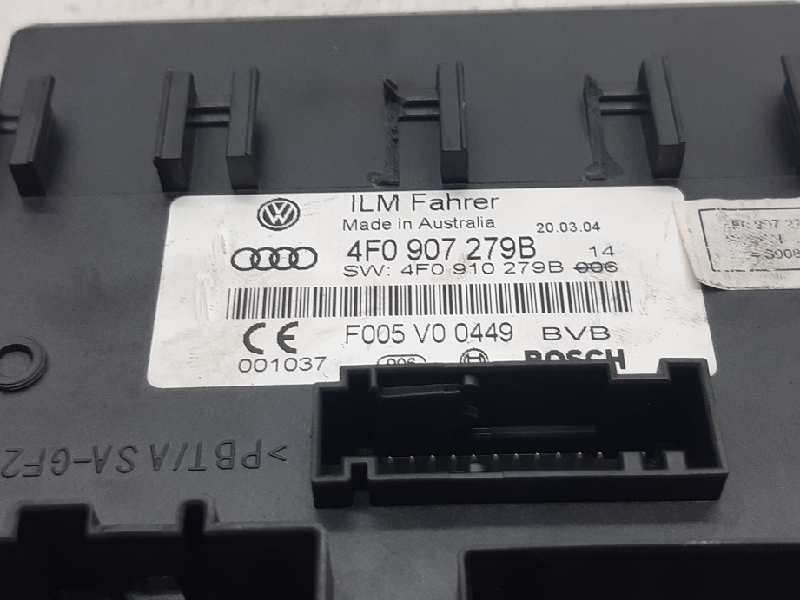 ILM Fahrer
Made in Australia 20.03.04
4F0 907 279B 14
SW: 4F0 910 279B 006
F005 V0 0449 BVB
001037 BOSCH
>PBT/ASA-GF2